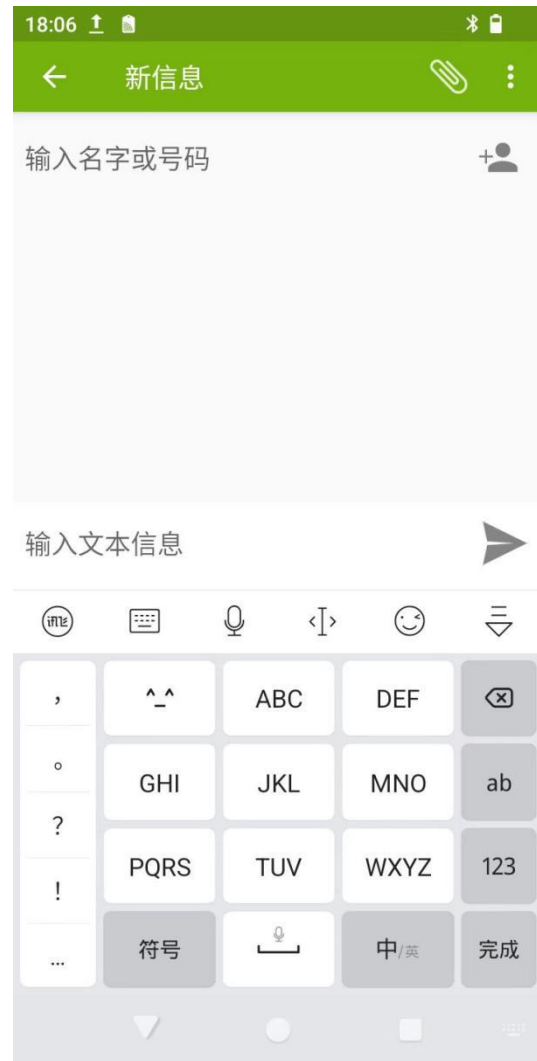 18:06
新信息
输入名字或号码
输入文本信息
iFLY
, ^_^ ABC DEF
。 GHI JKL MNO ab
? PQRS TUV WXYZ 123
!
... 符号 中/英 完成